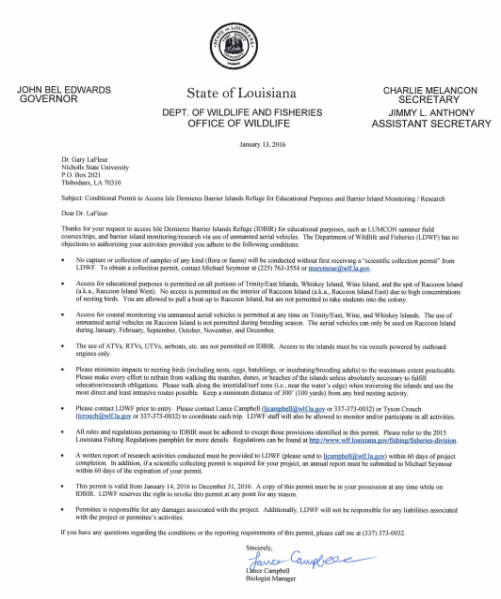 STATE OF LOUISIANA
JOHN BEL EDWARDS
GOVERNOR
State of Louisiana
DEPT. OF WILDLIFE AND FISHERIES
OFFICE OF WILDLIFE
CHARLIE MELANCON
SECRETARY
JIMMY L. ANTHONY
ASSISTANT SECRETARY
January 13, 2016
Dr. Gary LaFleur
Nicholls State University
P.O. Box 2021
Thibodaux, LA 70310
Subject: Conditional Permit to Access Isle Dernieres Barrier Islands Refuge for Educational Purposes and Barrier Island Monitoring / Research
Dear Dr. LaFleur:
Thanks for your request to access Isle Dernieres Barrier Islands Refuge (IDBIR) for educational purposes, such as LUMCON summer field
courses/trips, and barrier island monitoring/research via use of unmanned aerial vehicles. The Department of Wildlife and Fisheries (LDWF) has no
objections to authorizing your activities provided you adhere to the following conditions:
• No capture or collection of samples of any kind (flora or fauna) will be conducted without first receiving a “scientific collection permit” from
LDWF. To obtain a collection permit, contact Michael Seymour at (225) 763-3554 or mseymour@wlf.la.gov.
• Access for educational purposes is permitted on all portions of Trinity/East Islands, Whiskey Island, Wine Island, and the spit of Raccoon Island
(a.k.a., Raccoon Island West). No access is permitted on the interior of Raccoon Island (a.k.a., Raccoon Island East) due to high concentrations
of nesting birds. You are allowed to pull a boat up to Raccoon Island, but are not permitted to take students into the colony.
• Access for coastal monitoring via unmanned aerial vehicles is permitted at any time on Trinity/East, Wine, and Whiskey Islands. The use of
unmanned aerial vehicles on Raccoon Island is not permitted during breeding season. The aerial vehicles can be used on Raccoon Island only
during January, February, September, October, November, and December.
• The use of ATVs, RTVs, UTVs, airboats, etc. are not permitted on IDBIR. Access to the islands must be via vessels powered by outboard
engines only.
• Please minimize impacts to nesting birds (including nests, eggs, hatchlings, or incubating/brooding adults) to the maximum extent practicable.
Please make every effort to refrain from walking the marshes, dunes, or beaches of the islands unless absolutely necessary to fulfill
education/research obligations. Please walk along the intertidal/surf zone (i.e., near the water's edge) when traversing the islands and use the
most direct and least intrusive routes possible. Keep a minimum distance of 300' (100 yards) from any bird nesting activity.
• Please contact LDWF prior to entry. Please contact Lance Campbell (ljcampbell@wlf.la.gov or 337-373-0032) or Tyson Crouch
(tcrouch@wlf.la.gov or 337-373-0032) to coordinate each trip. LDWF staff will also be allowed to monitor and/or participate in all activities.
• All rules and regulations pertaining to IDBIR must be adhered to except those provisions identified in this permit. Please refer to the 2015
Louisiana Fishing Regulations pamphlet for more details. Regulations can be found at http://www.wlf.louisiana.gov/fishing/fisheries-division.
• A written report of research activities conducted must be provided to LDWF (please send to ljcampbell@wlf.la.gov) within 60 days of project
completion. In addition, if a scientific collecting permit is required for your project, an annual report must be submitted to Michael Seymour
within 60 days of the expiration of your permit.
• This permit is valid from January 14, 2016 to December 31, 2016. A copy of this permit must be in your possession at any time while on
IDBIR. LDWF reserves the right to revoke this permit at any point for any reason.
• Permittee is responsible for any damages associated with the project. Additionally, LDWF will not be responsible for any liabilities associated
with the project or permittee's activities.
If you have any questions regarding the conditions or the reporting requirements of this permit, please call me at (337) 373-0032.
Sincerely,
Lance Campbell
Lance Campbell
Biologist Manager